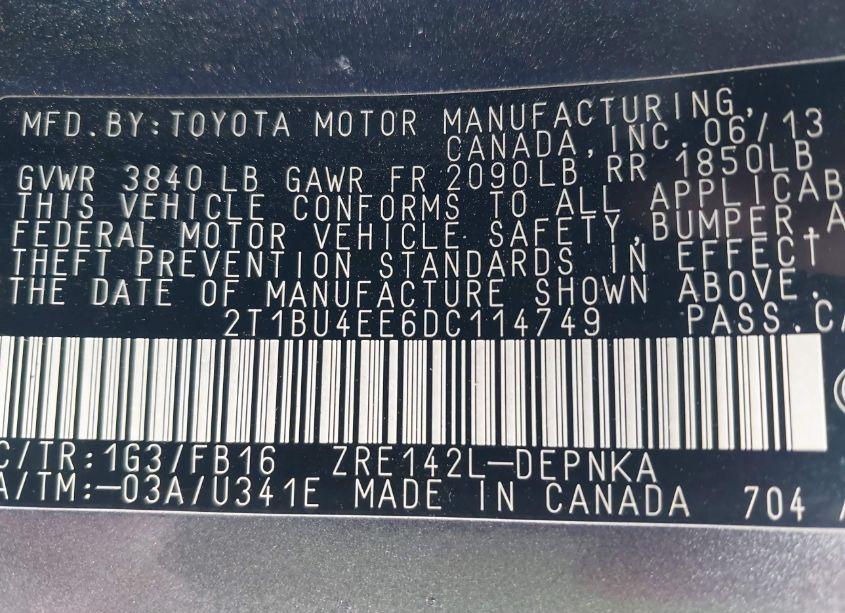 MFD.BY:TOYOTA MOTOR MANUFACTURING,
CANADA,INC.06/13
GVWR 3840LB GAWR FR 2090LB RR 1850LB
THIS VEHICLE CONFORMS TO ALL APPLICAB
FEDERAL MOTOR VEHICLE SAFETY,BUMPER,A
THEFT PREVENTION STANDARDS IN EFFECT
THE DATE OF MANUFACTURE SHOWN ABOVE.
2T1BU4EE6DC114749 PASS.CA
C/TR:1G3/FB16 ZRE142L-DEPNKA
A/TM:-03A/U341E MADE IN CANADA 704